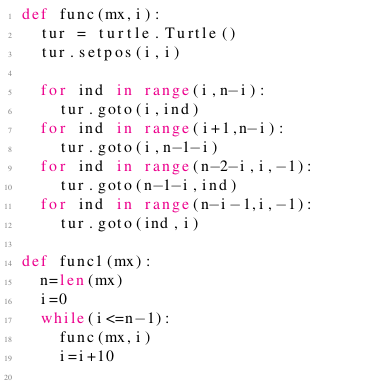 1 def func(mx,i):
2   tur = turtle.Turtle()
3   tur.setpos(i,i)
4
5   for ind in range(i,n−i):
6     tur.goto(i,ind)
7   for ind in range(i+1,n−i):
8     tur.goto(i,n−1−i)
9   for ind in range(n−2−i,i,−1):
10     tur.goto(n−1−i,ind)
11   for ind in range(n−i−1,i,−1):
12     tur.goto(ind,i)
13
14 def func1(mx):
15   n=len(mx)
16   i=0
17   while(i<=n−1):
18     func(mx,i)
19     i=i+10
20